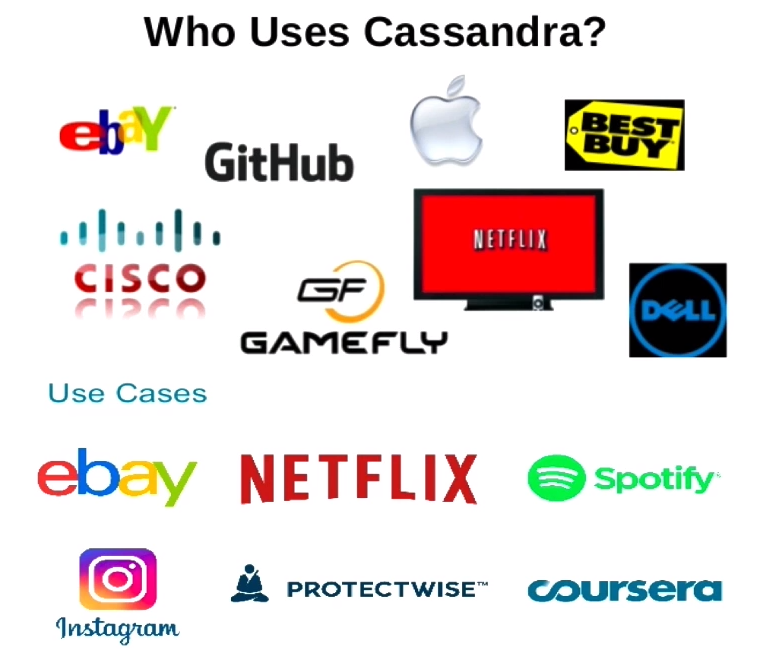 Who Uses Cassandra?
ebaY
GitHub
BEST
BUY
NETFLIX
CISCO
GF
GAMEFLY
DELL
Use Cases
ebay
NETFLIX
Spotify
Instagram
PROTECTWISE™
coursera